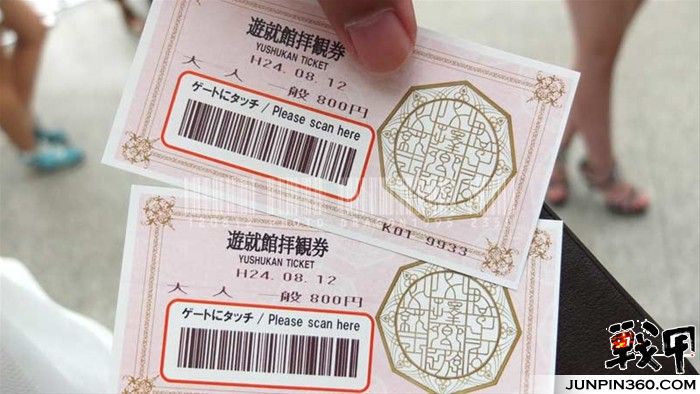 遊就館拝観券
YUSHUKAN TICKET
H24.08.12
大人 一般 800円
ゲートにタッチ / Please scan here
K01-9933
遊就館拝観券
YUSHUKAN TICKET
H24.08.12
大人 一般 800円
ゲートにタッチ / Please scan here
戦甲
JUNPIN360.COM